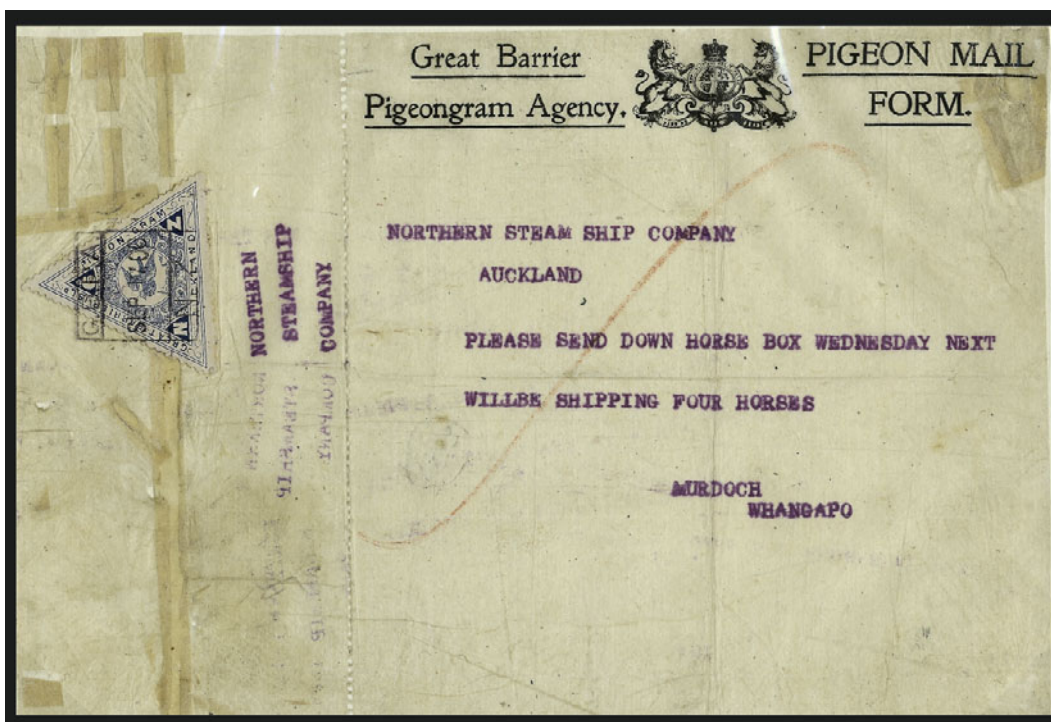 Great Barrier
Pigeongram Agency.
PIGEON MAIL
FORM.
NORTHERN STEAM SHIP COMPANY
AUCKLAND
PLEASE SEND DOWN HORSE BOX WEDNESDAY NEXT
WILLBE SHIPPING FOUR HORSES
MURDOCH
WHANGAPO
NORTHERN
STEAMSHIP
COMPANY